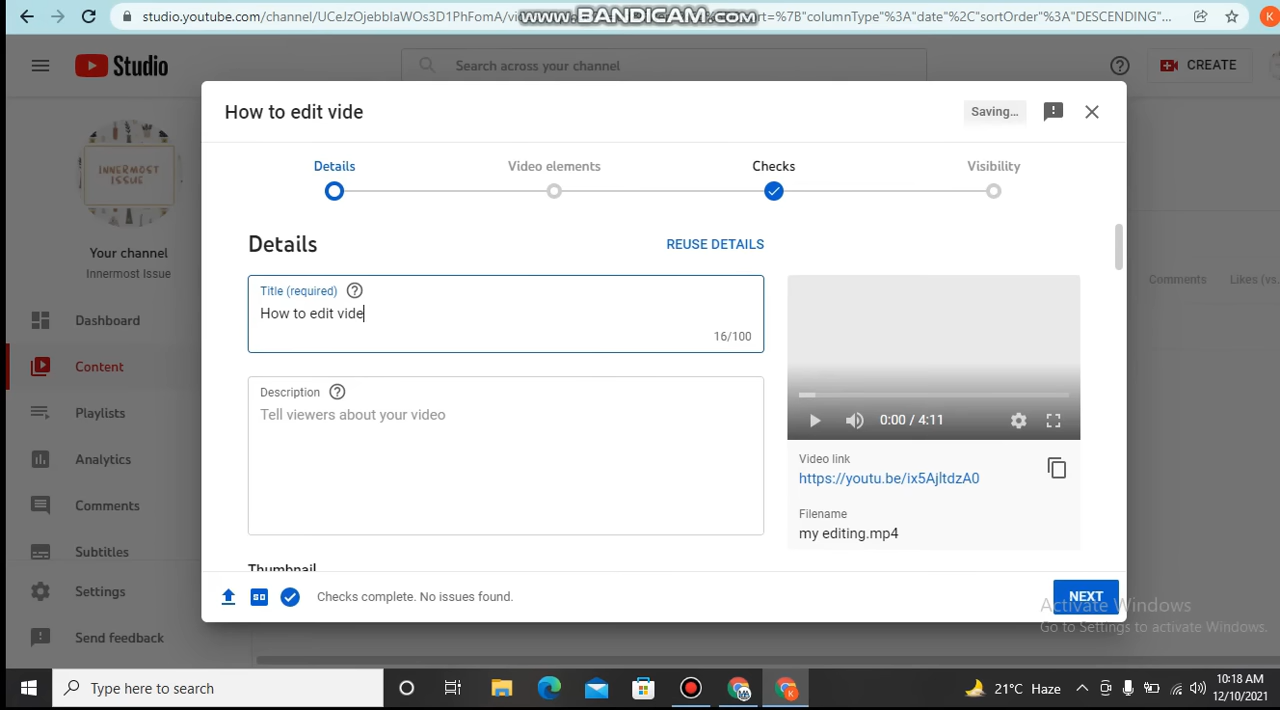 studio.youtube.com/channel/UCeJzOjebbIaWOs3D1PhFomA/vi
www.BANDICAM.com
%7B"columnType"%3A"date"%2C"sortOrder"%3A"DESCENDING"...
K
Studio
Search across your channel
CREATE
How to edit vide
Saving...
Details
Video elements
Checks
Visibility
INNERMOST
ISSUE
Your channel
Innermost Issue
Details
REUSE DETAILS
Title (required)
How to edit vide
16/100
Description
Tell viewers about your video
0:00 / 4:11
Video link
https://youtu.be/ix5AjltdzA0
Filename
my editing.mp4
Comments
Likes (vs.
Dashboard
Content
Playlists
Analytics
Comments
Subtitles
Settings
Send feedback
Thumbnail
SD
Checks complete. No issues found.
NEXT
Activate Windows
Go to Settings to activate Windows.
Type here to search
K
21°C Haze
10:18 AM
12/10/2021